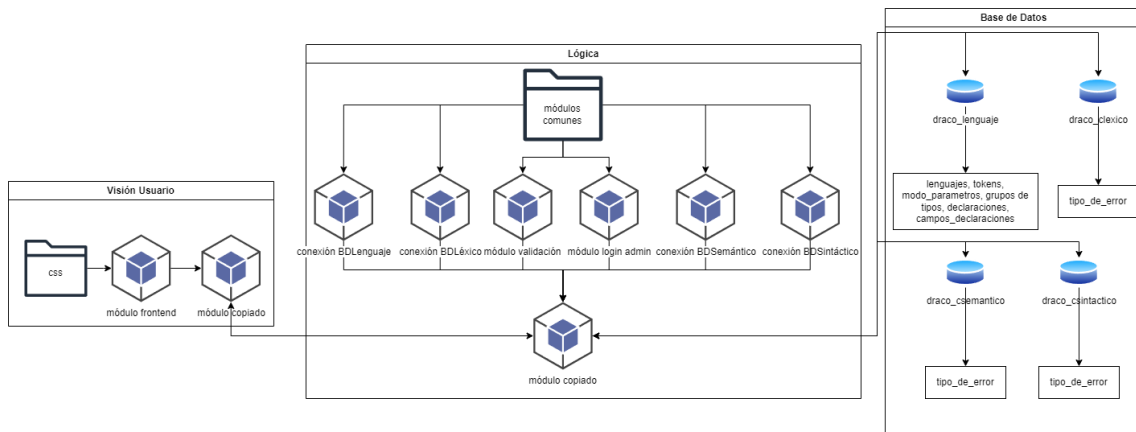 Base de Datos
Lógica
módulos
comunes
draco_lenguaje
draco_clexico
Visión Usuario
lenguajes, tokens,
modo_parametros, grupos de
tipos, declaraciones,
campos_declaraciones
tipo_de_error
conexión BDLenguaje
conexión BDLéxico
módulo validación
módulo login admin
conexión BDSemántico
conexión BDSintáctico
css
módulo frontend
módulo copiado
draco_csemantico
draco_csintactico
módulo copiado
tipo_de_error
tipo_de_error